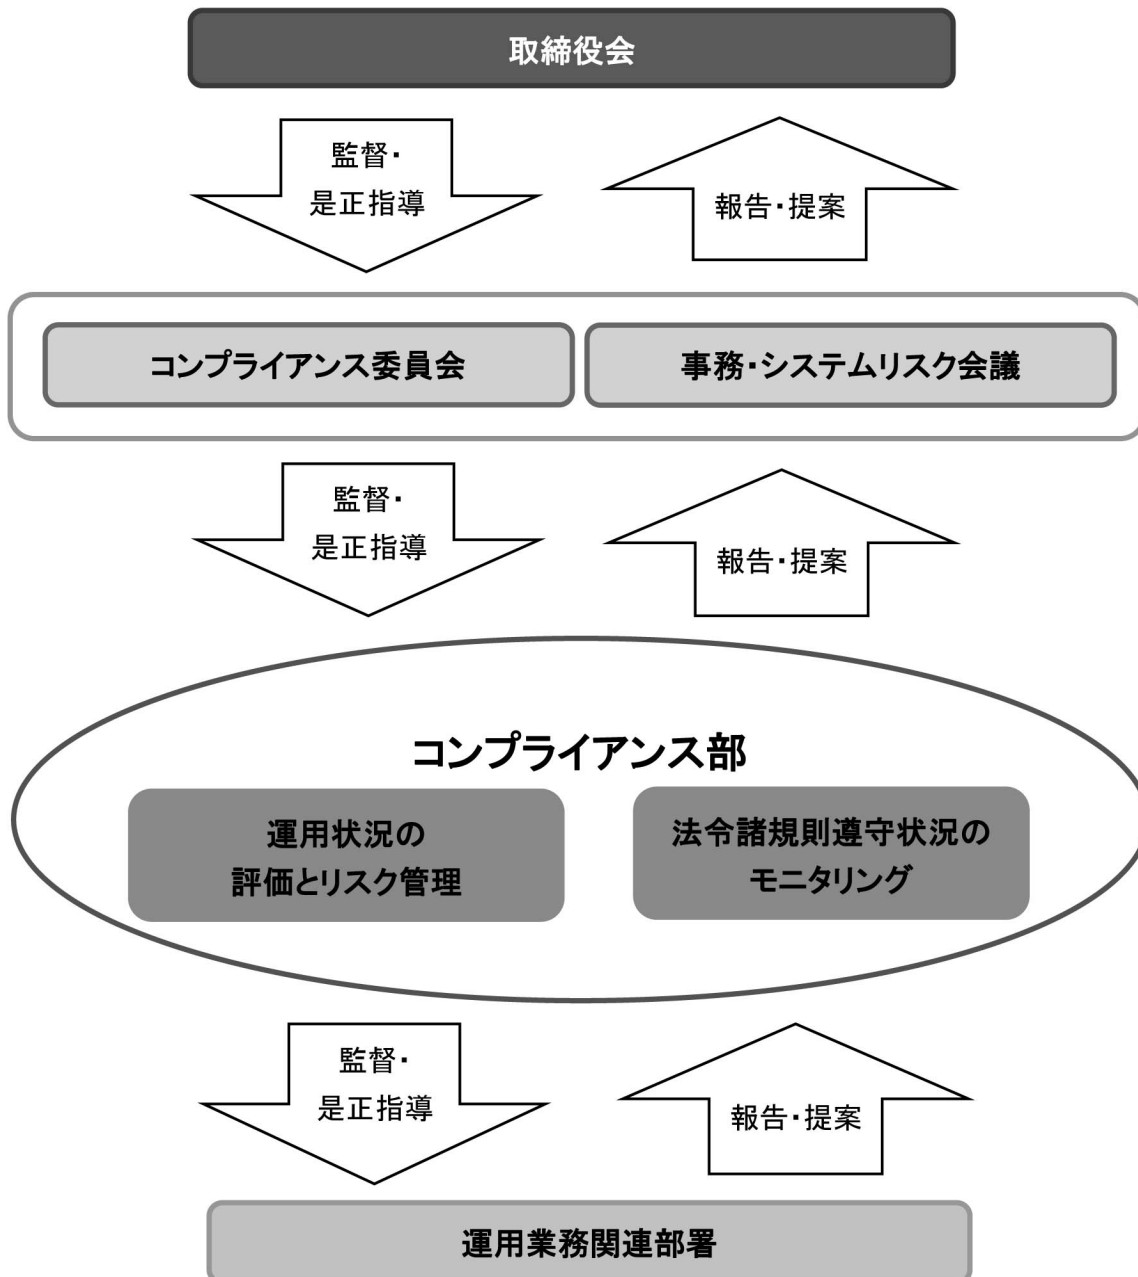 取締役会
監督・
是正指導
報告・提案
コンプライアンス委員会
事務・システムリスク会議
監督・
是正指導
報告・提案
コンプライアンス部
運用状況の
評価とリスク管理
法令諸規則遵守状況の
モニタリング
監督・
是正指導
報告・提案
運用業務関連部署